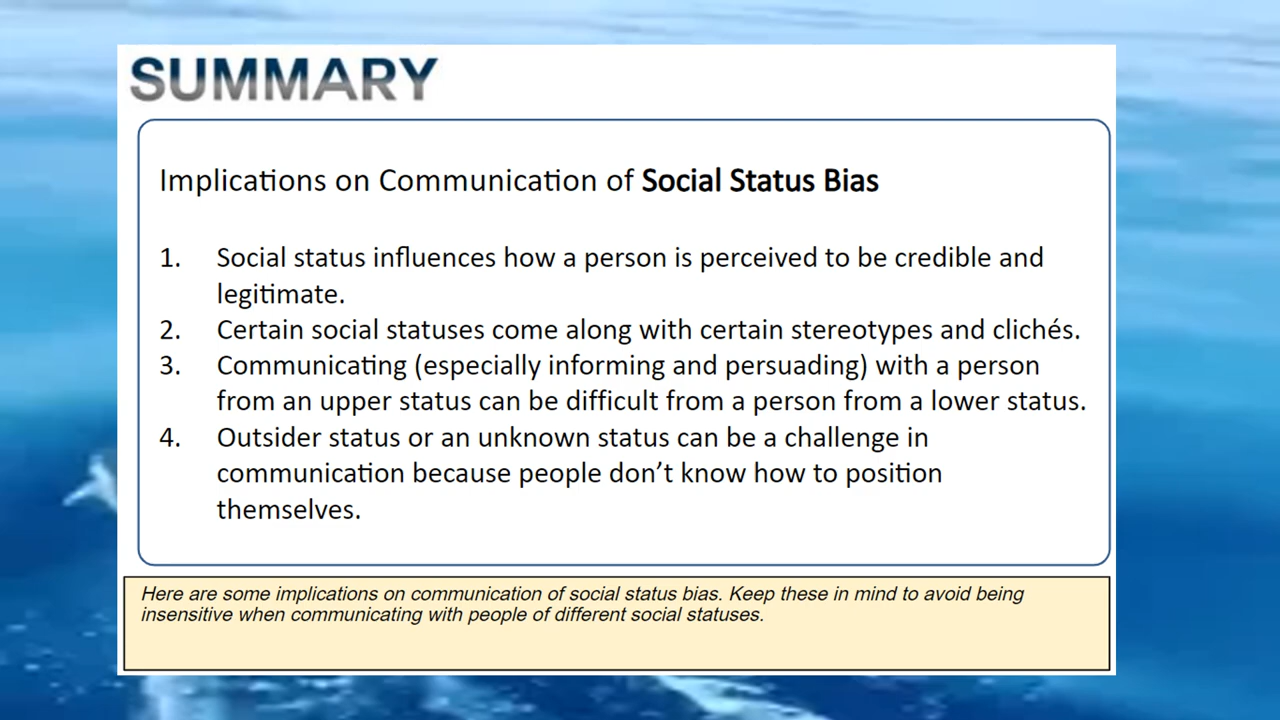 SUMMARY
Implications on Communication of Social Status Bias
1. Social status influences how a person is perceived to be credible and
legitimate.
2. Certain social statuses come along with certain stereotypes and clichés.
3. Communicating (especially informing and persuading) with a person
from an upper status can be difficult from a person from a lower status.
4. Outsider status or an unknown status can be a challenge in
communication because people don’t know how to position
themselves.
Here are some implications on communication of social status bias. Keep these in mind to avoid being
insensitive when communicating with people of different social statuses.